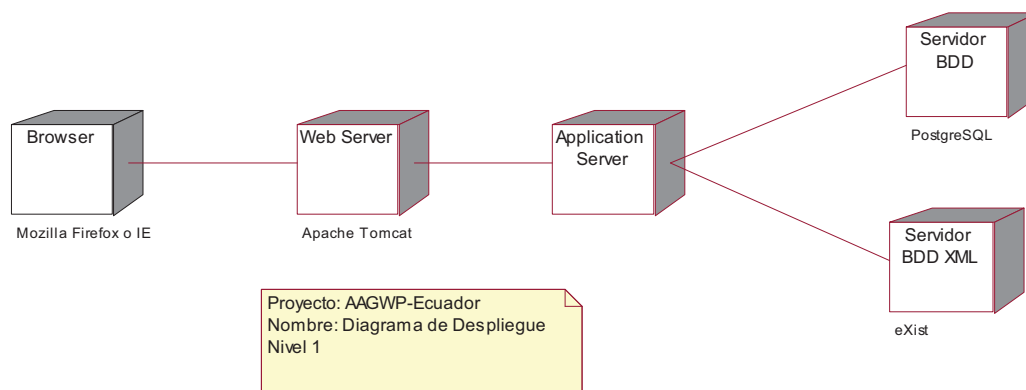 Browser
Mozilla Firefox o IE
Web Server
Apache Tomcat
Application
Server
Servidor
BDD
PostgreSQL
Servidor
BDD XML
eXist
Proyecto: AAGWP-Ecuador
Nombre: Diagrama de Despliegue
Nivel 1